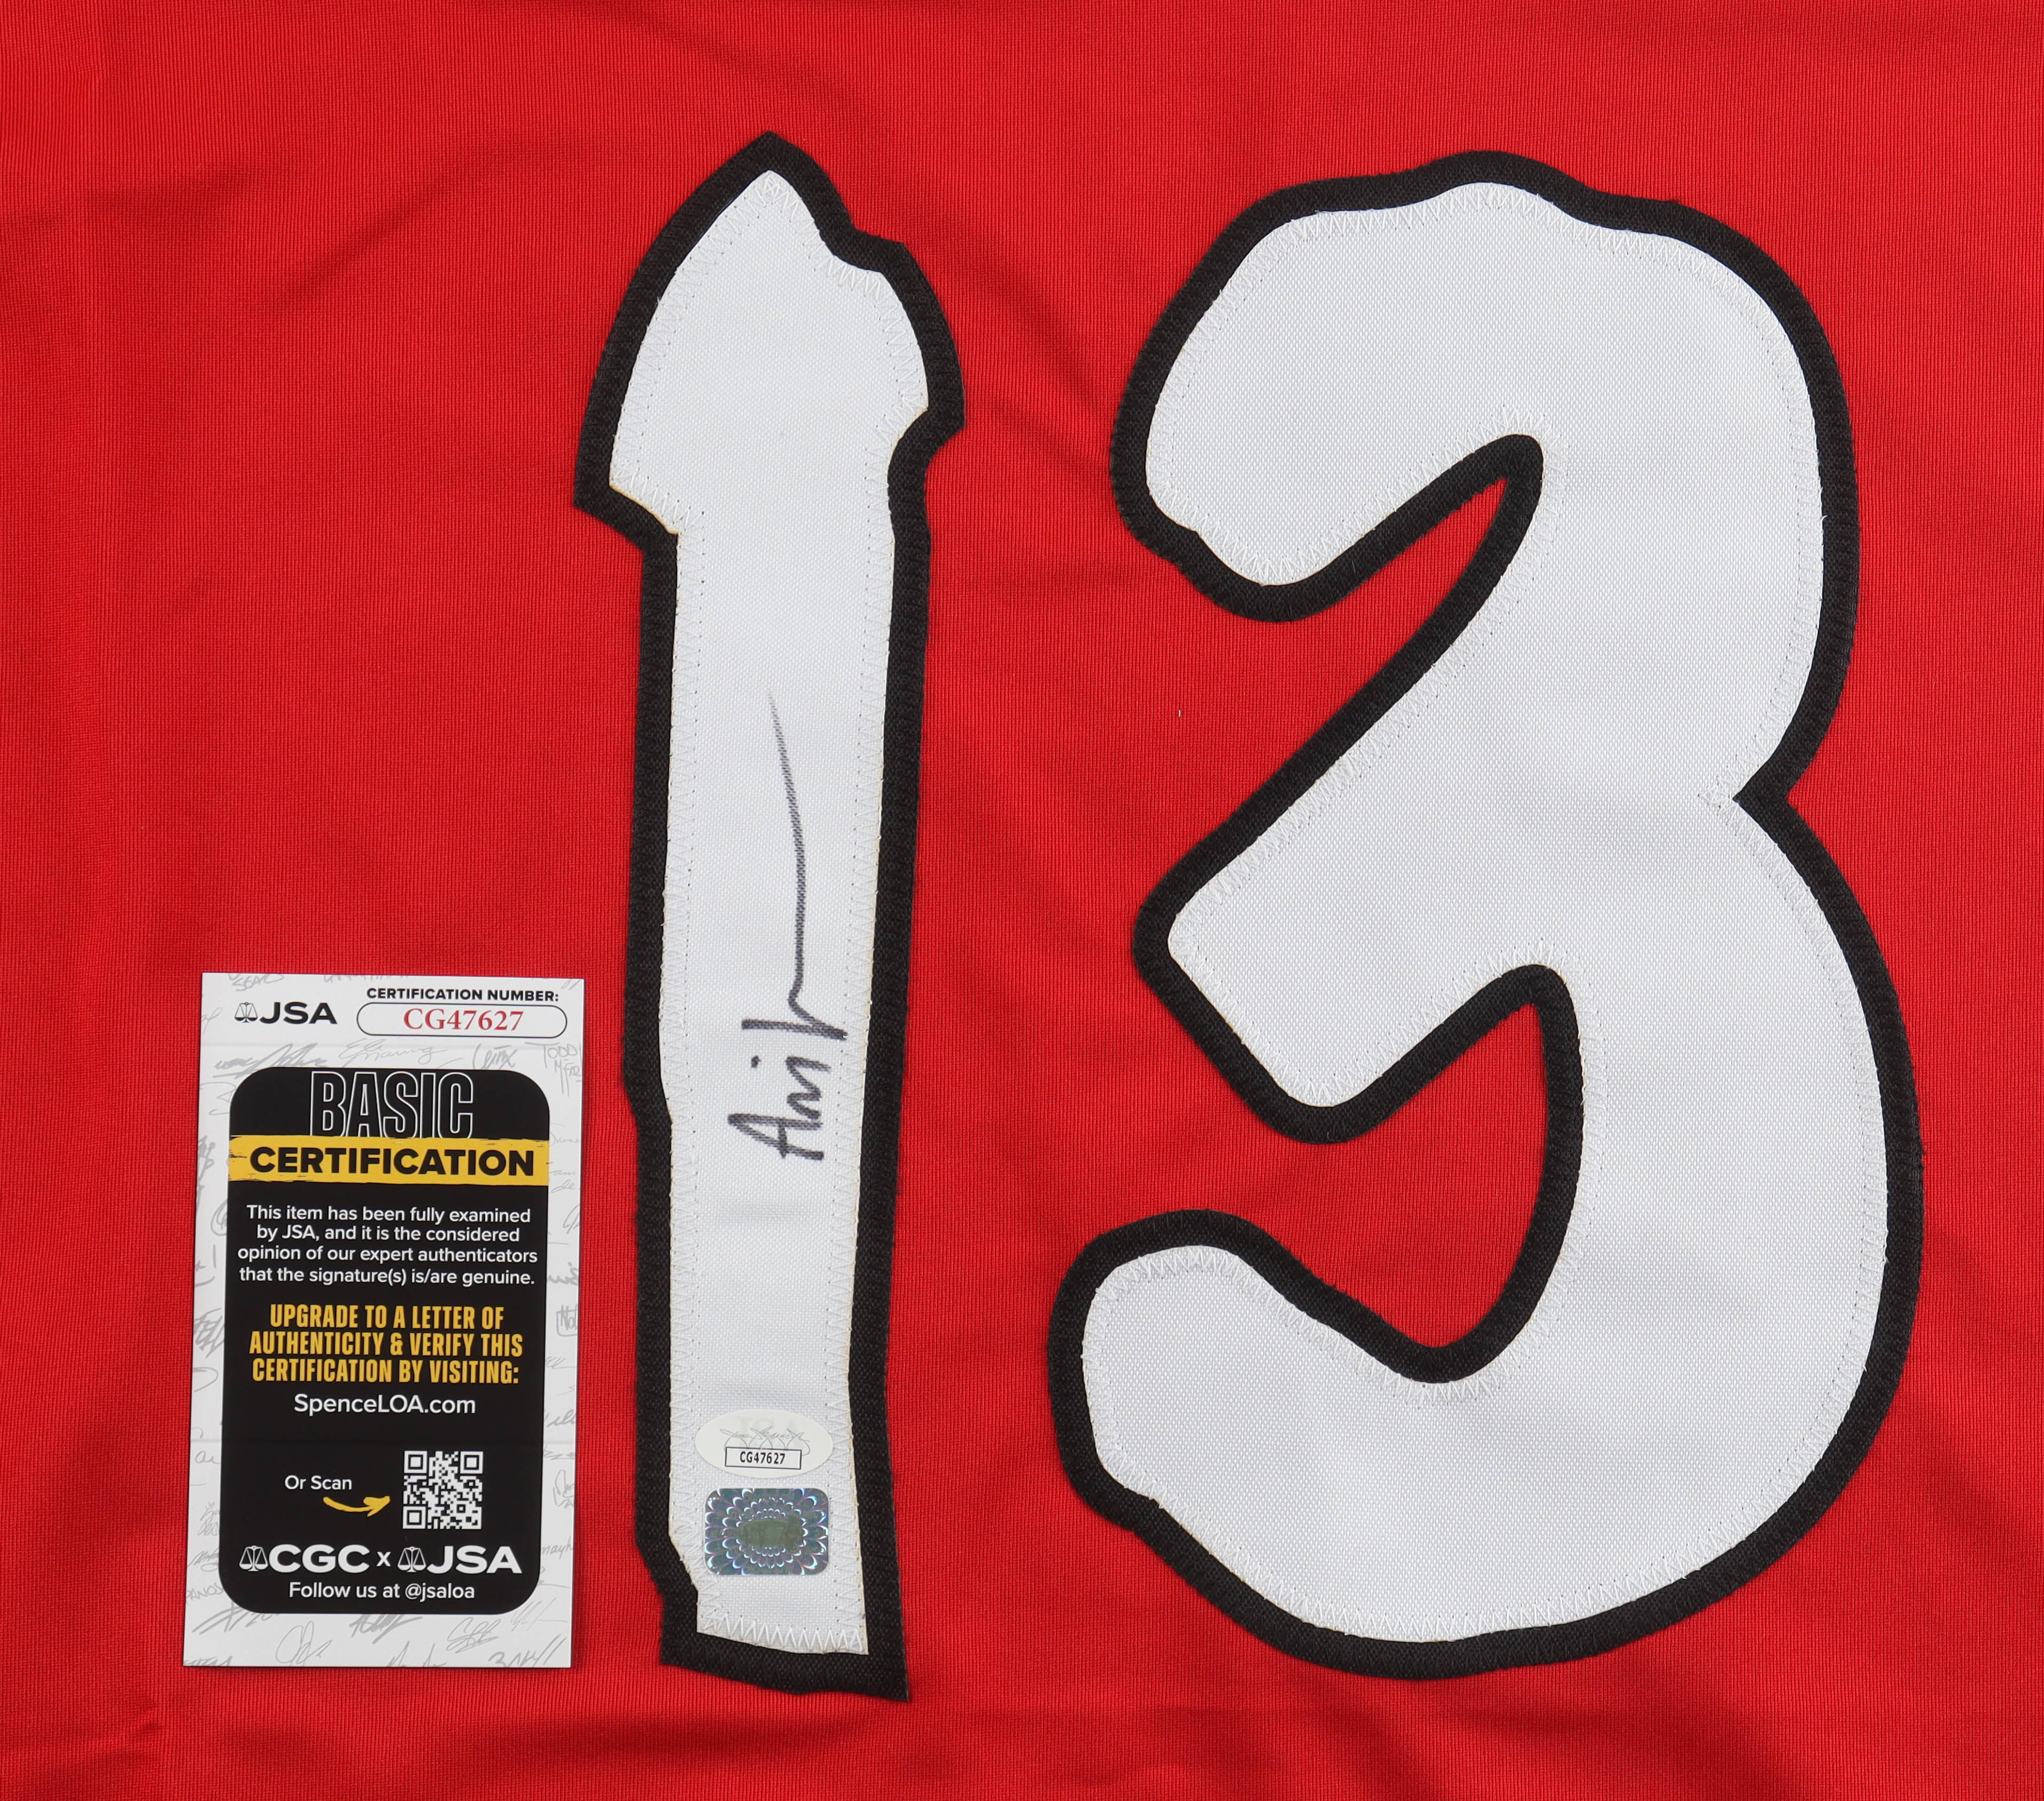 13
JSA
CERTIFICATION NUMBER:
CG47627
BASIC
CERTIFICATION
This item has been fully examined
by JSA, and it is the considered
opinion of our expert authenticators
that the signature(s) is/are genuine.
UPGRADE TO A LETTER OF
AUTHENTICITY & VERIFY THIS
CERTIFICATION BY VISITING:
SpenceLOA.com
Or Scan
CGC x JSA
Follow us at @jsaloa
CG47627